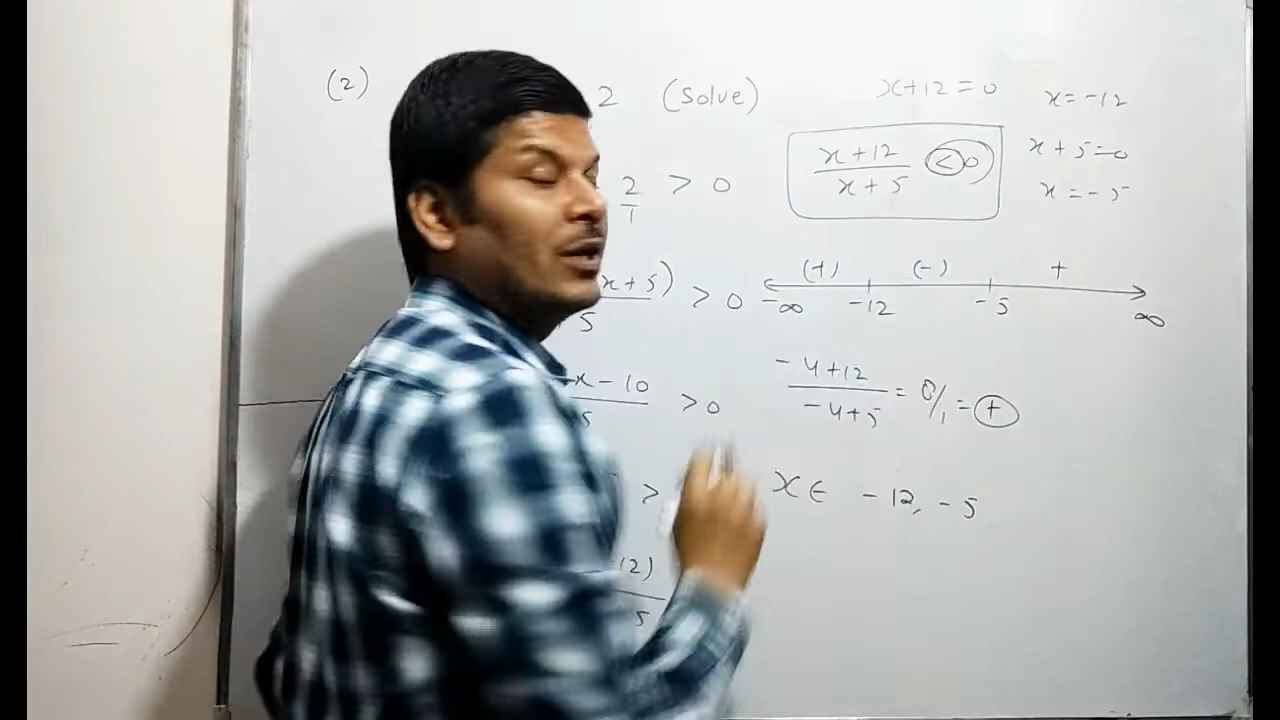 (2) 2 (Solve)
2/1 > 0
x + 5) / 5 > 0
x - 10 / 5 > 0
>
12) / 5
x + 12 = 0
x = -12
x + 12 / x + 5 < 0
x + 5 = 0
x = -5
(+) (-) +
-∞ -12 -5 ∞
-4 + 12 / -4 + 5 = 8/1 = +
x ∈ -12, -5